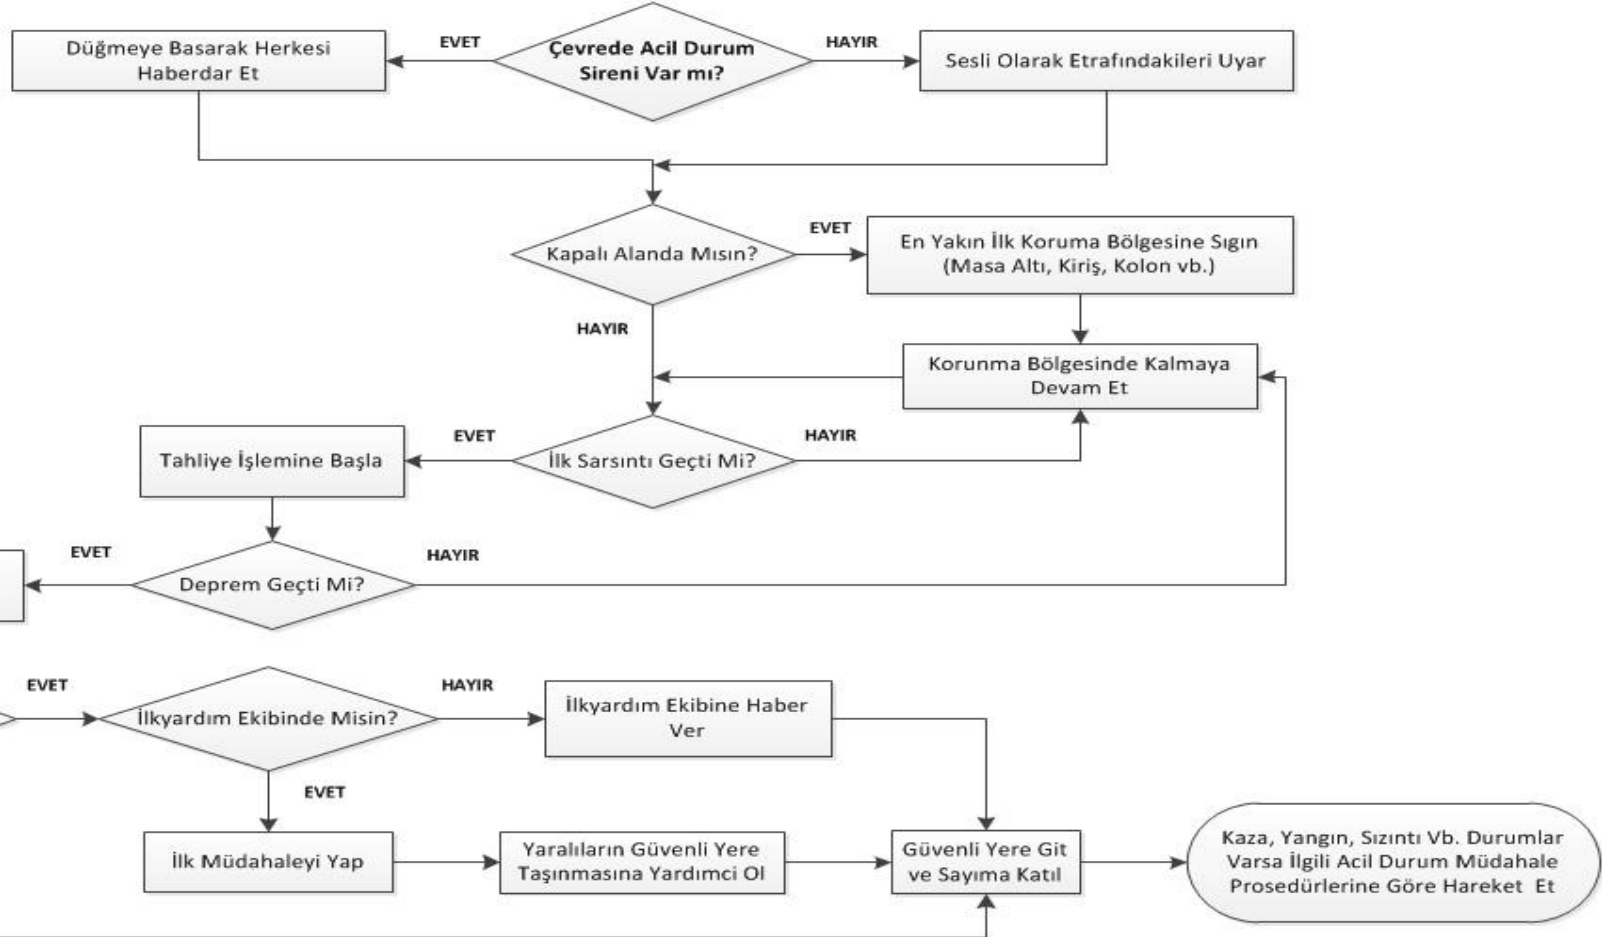 EVET
Çevrede Acil Durum
Sireni Var mı?
HAYIR
Düğmeye Basarak Herkesi
Haberdar Et
Sesli Olarak Etrafındakileri Uyar
Kapalı Alanda Mısın?
EVET
En Yakın İlk Koruma Bölgesine Sıgın
(Masa Altı, Kiriş, Kolon vb.)
HAYIR
Korunma Bölgesinde Kalmaya
Devam Et
EVET
İlk Sarsıntı Geçti Mi?
HAYIR
Tahliye İşlemine Başla
EVET
Deprem Geçti Mi?
HAYIR
EVET
İlkyardım Ekibinde Misin?
HAYIR
İlkyardım Ekibine Haber
Ver
EVET
İlk Müdahaleyi Yap
Yaralıların Güvenli Yere
Taşınmasına Yardımci Ol
Güvenli Yere Git
ve Sayıma Katıl
Kaza, Yangın, Sızıntı Vb. Durumlar
Varsa İlgili Acil Durum Müdahale
Prosedürlerine Göre Hareket Et